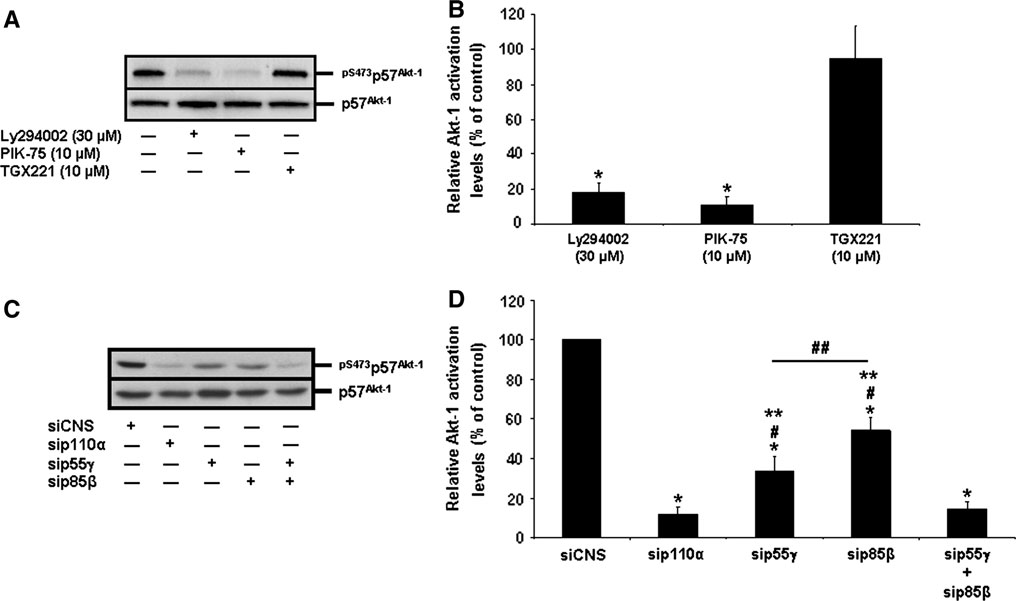 A
pS473p57Akt-1
p57Akt-1
Ly294002 (30 µM) — + — —
PIK-75 (10 µM) — — + —
TGX221 (10 µM) — — — +
B
Relative Akt-1 activation
levels (% of control)
120
100
80
60
40
20
0
* *
Ly294002 PIK-75 TGX221
(30 µM) (10 µM) (10 µM)
C
pS473p57Akt-1
p57Akt-1
siCNS + — — — —
sip110α — + — — —
sip55γ — — + — +
sip85β — — — + +
D
Relative Akt-1 activation
levels (% of control)
120
100
80
60
40
20
0
##
**
#
*
**
#
*
* *
siCNS sip110α sip55γ sip85β sip55γ
+
sip85β